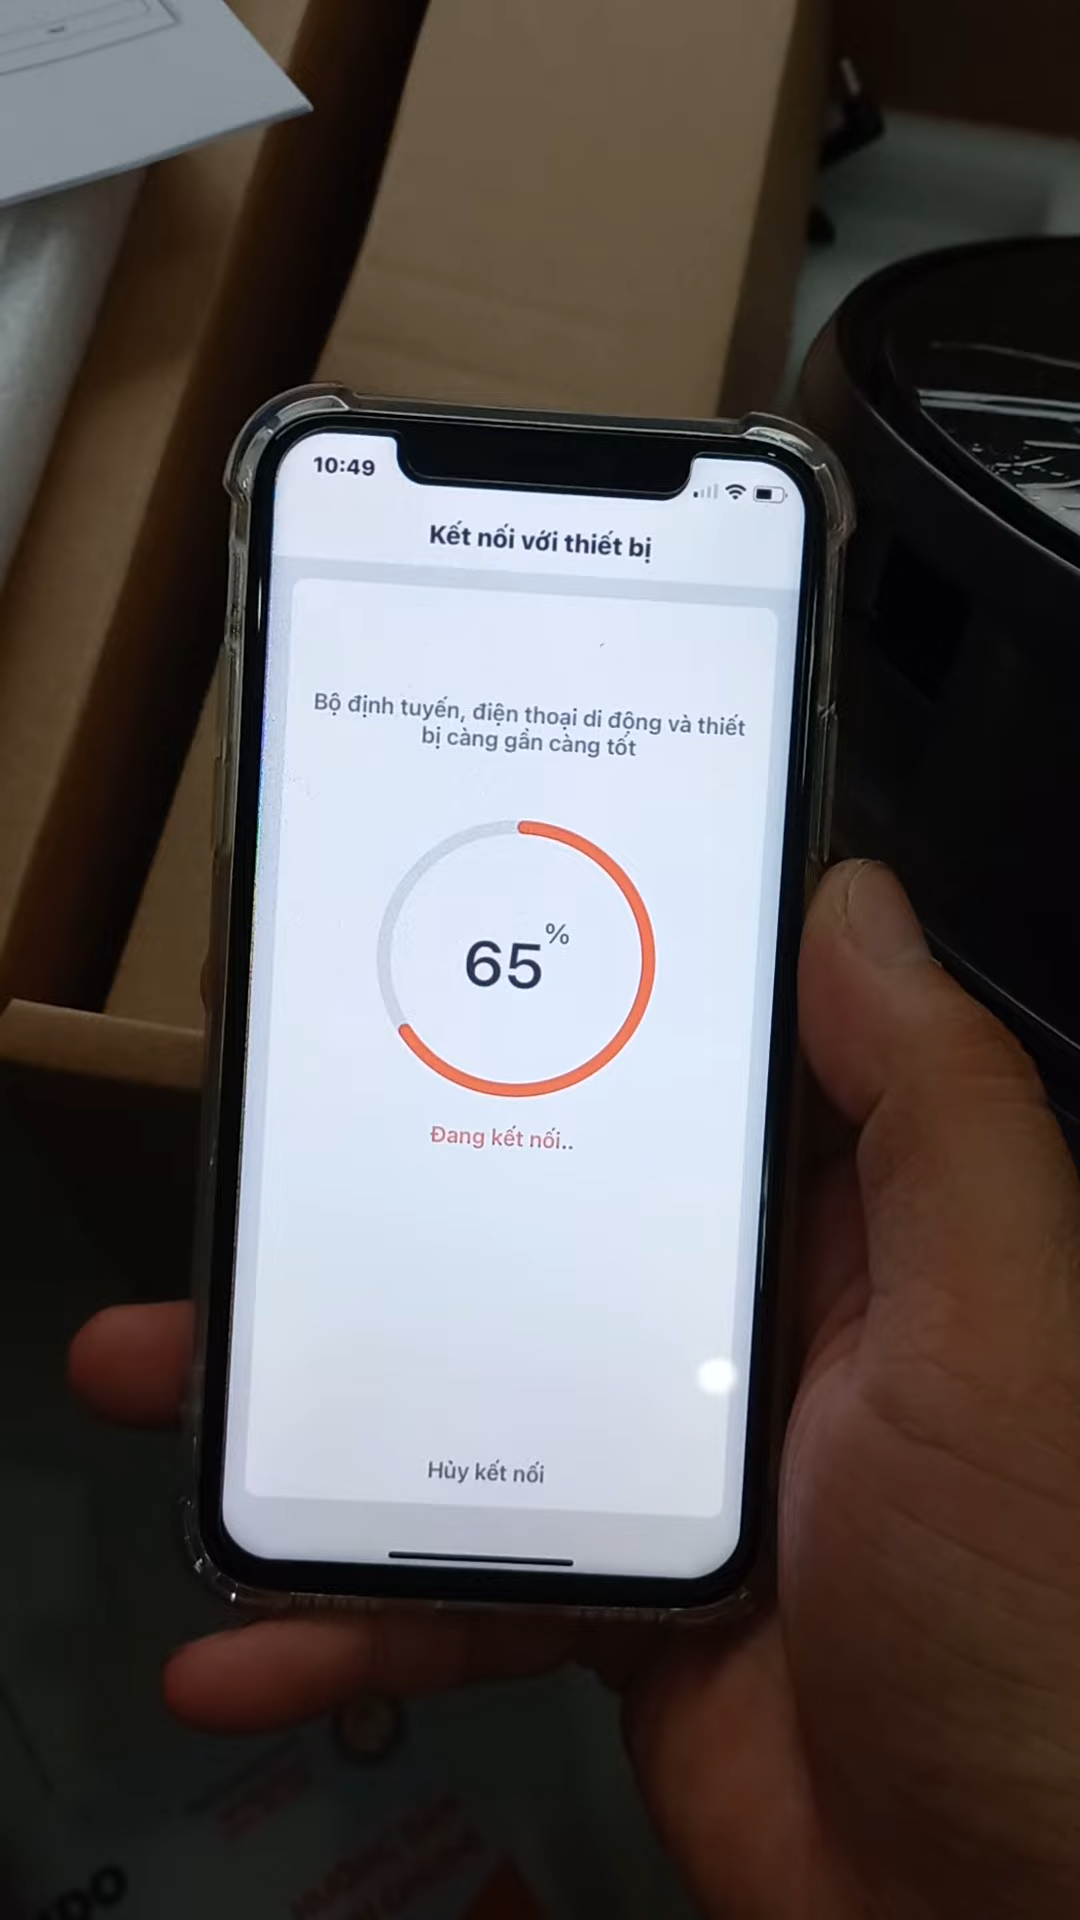 10:49
Kết nối với thiết bị
Bộ định tuyến, điện thoại di động và thiết
bị càng gần càng tốt
65%
Đang kết nối..
Hủy kết nối